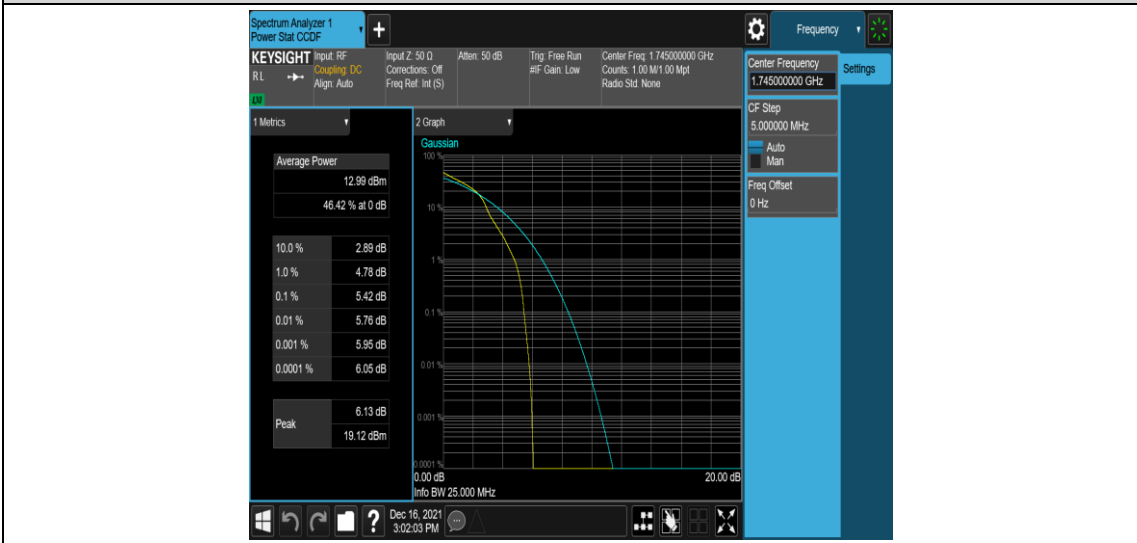 Spectrum Analyzer 1
Power Stat CCDF
+
Frequency
KEYSIGHT
RL
LXI
Input: RF
Coupling: DC
Align: Auto
Input Z: 50 Ω
Corrections: Off
Freq Ref: Int (S)
Atten: 50 dB
Trig: Free Run
#IF Gain: Low
Center Freq: 1.745000000 GHz
Counts: 1.00 M/1.00 Mpt
Radio Std: None
Center Frequency
1.745000000 GHz
Settings
CF Step
5.000000 MHz
Auto
Man
Freq Offset
0 Hz
1 Metrics
Average Power
12.99 dBm
46.42 % at 0 dB
10.0 % 2.89 dB
1.0 % 4.78 dB
0.1 % 5.42 dB
0.01 % 5.76 dB
0.001 % 5.95 dB
0.0001 % 6.05 dB
Peak
6.13 dB
19.12 dBm
2 Graph
Gaussian
100 %
10 %
1 %
0.1 %
0.01 %
0.001 %
0.0001 %
0.00 dB 20.00 dB
Info BW 25.000 MHz
?
Dec 16, 2021
3:02:03 PM